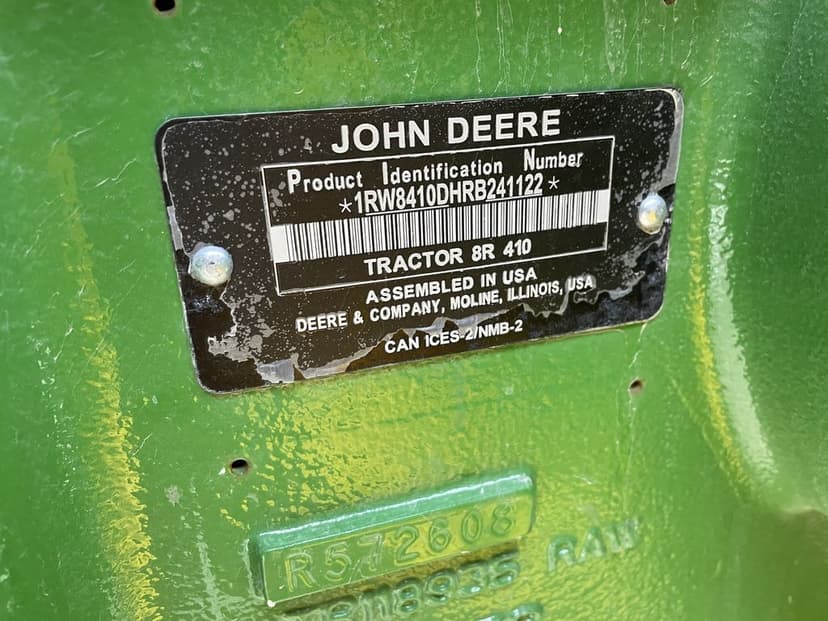 JOHN DEERE
Product Identification Number
*1RW8410DHRB241122*
TRACTOR 8R 410
ASSEMBLED IN USA
DEERE & COMPANY, MOLINE, ILLINOIS, USA
CAN ICES-2/NMB-2
R572608
RAW